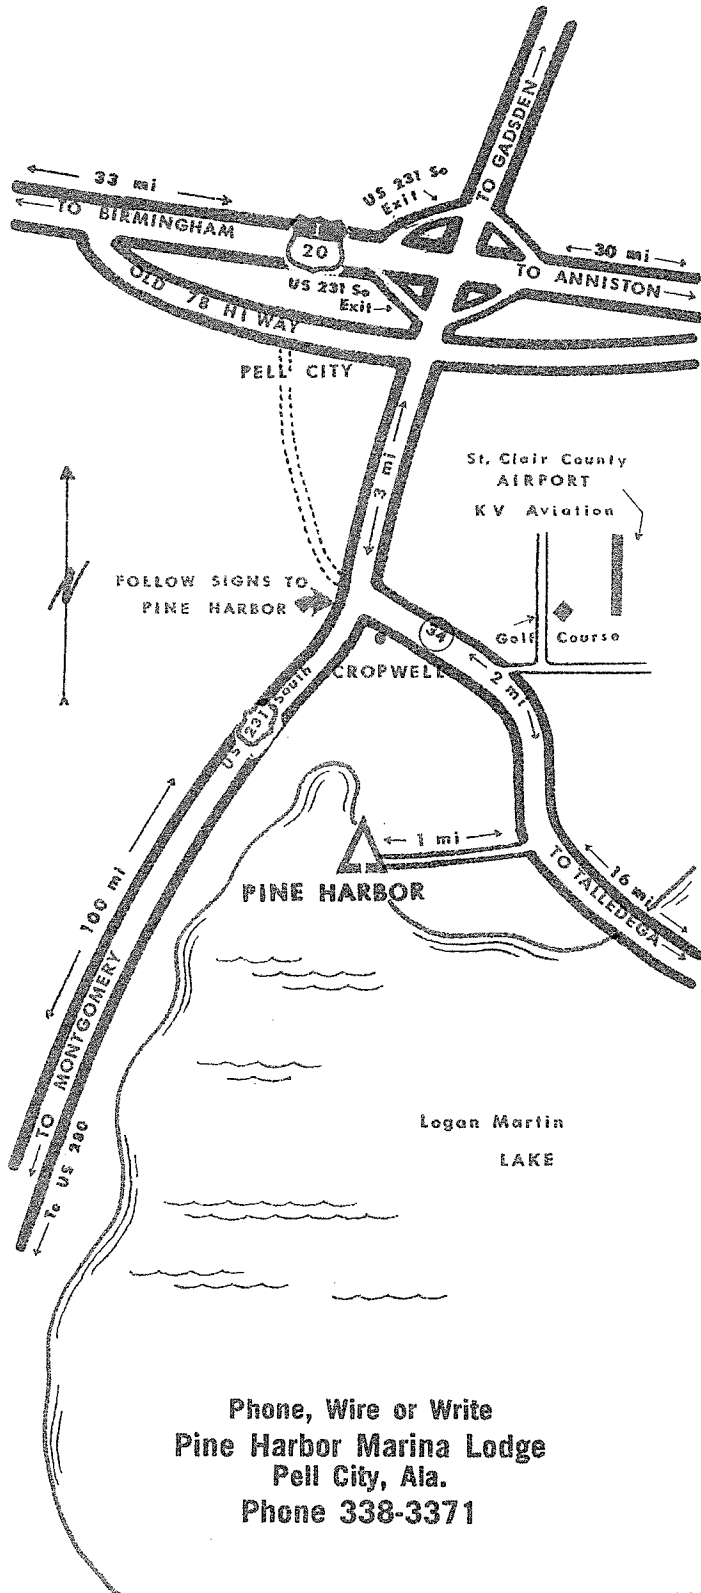 TO GADSDEN
33 mi
US 231 So
Exit
TO BIRMINGHAM
I
20
30 mi
TO ANNISTON
US 231 So
Exit
OLD 78 HI WAY
PELL CITY
3 mi
St. Clair County
AIRPORT
KV Aviation
N
FOLLOW SIGNS TO
PINE HARBOR
34
Golf Course
CROPWELL
2 mi
US 231 South
1 mi
PINE HARBOR
16 mi
TO TALLEDEGA
100 mi
TO MONTGOMERY
To US 280
Logan Martin
LAKE
Phone, Wire or Write
Pine Harbor Marina Lodge
Pell City, Ala.
Phone 338-3371